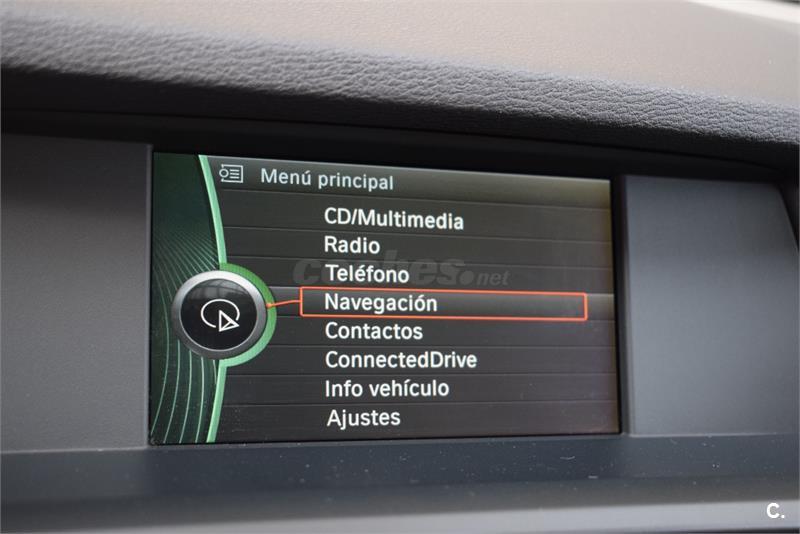 Menú principal
CD/Multimedia
Radio
Teléfono
coches.net
Navegación
Contactos
ConnectedDrive
Info vehículo
Ajustes
C.